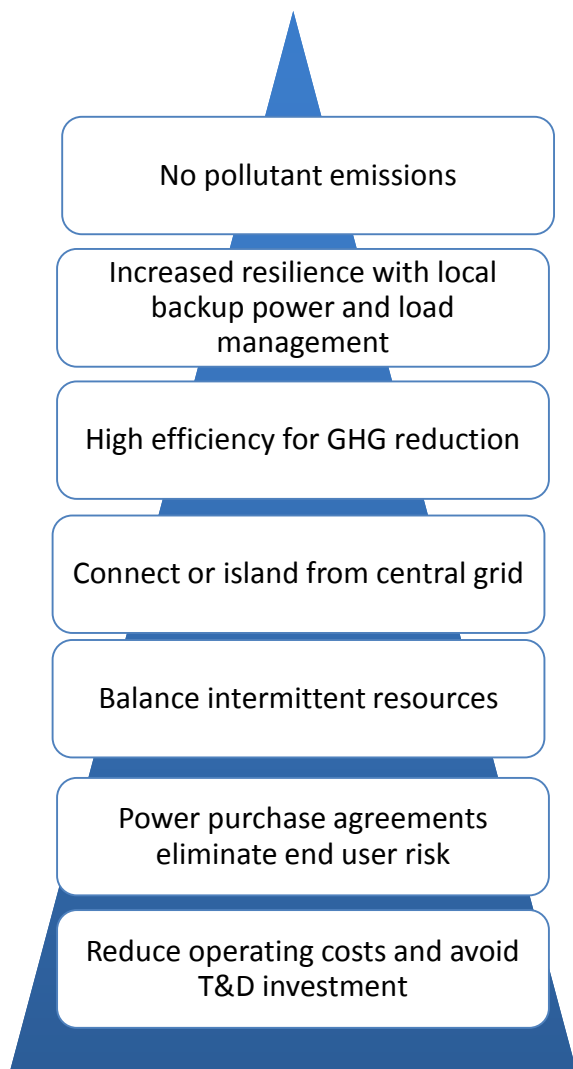 No pollutant emissions
Increased resilience with local
backup power and load
management
High efficiency for GHG reduction
Connect or island from central grid
Balance intermittent resources
Power purchase agreements
eliminate end user risk
Reduce operating costs and avoid
T&D investment